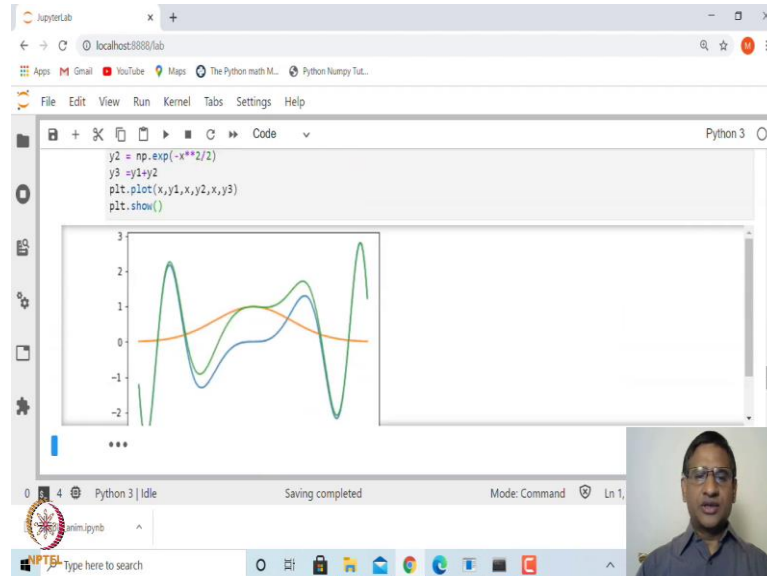 JupyterLab
localhost:8888/lab
M
Apps Gmail YouTube Maps The Python math M... Python Numpy Tut...
File Edit View Run Kernel Tabs Settings Help
Code Python 3
y2 = np.exp(-x**2/2)
y3 =y1+y2
plt.plot(x,y1,x,y2,x,y3)
plt.show()
3
2
1
0
-1
-2
0 4 Python 3 | Idle Saving completed Mode: Command Ln 1,
anim.ipynb
NPTEL
Type here to search